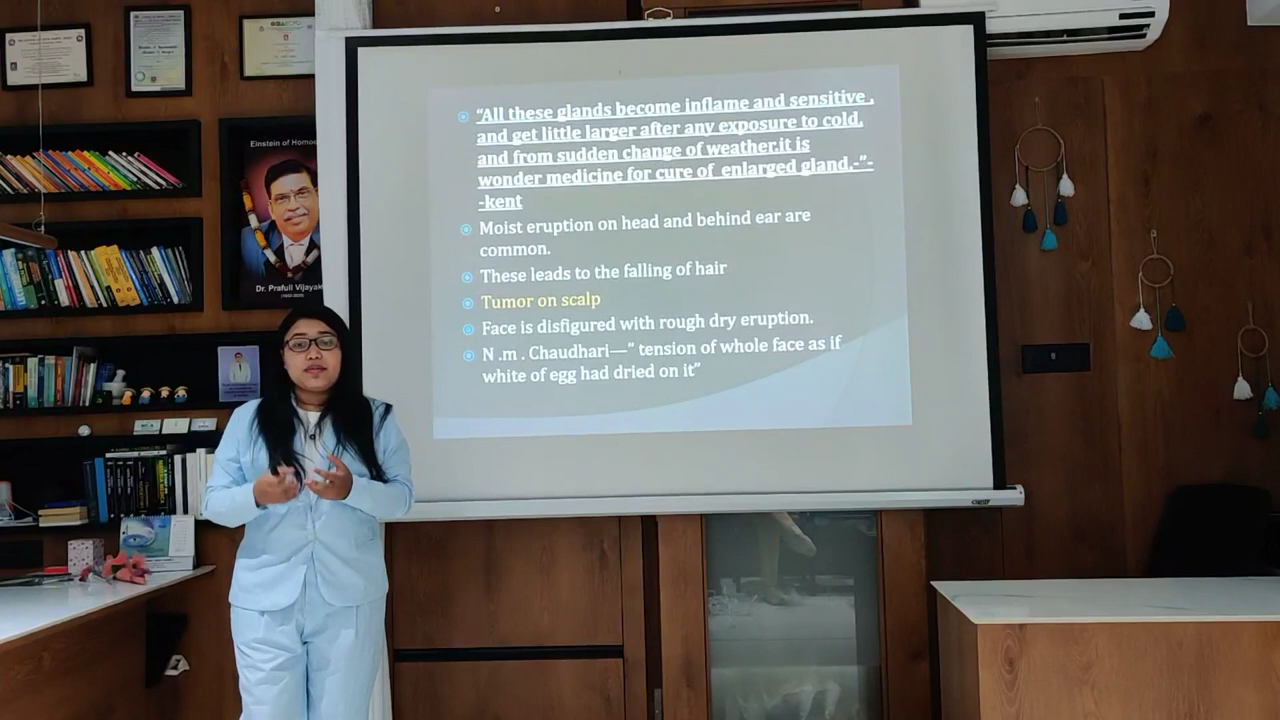 “All these glands become inflame and sensitive ,
and get little larger after any exposure to cold,
and from sudden change of weather,it is
wonder medicine for cure of enlarged gland,-”-
-kent
Moist eruption on head and behind ear are
common.
These leads to the falling of hair
Tumor on scalp
Face is disfigured with rough dry eruption.
N .m . Chaudhari—” tension of whole face as if
white of egg had dried on it”
Einstein of Homoe
Dr. Prafull Vijayak